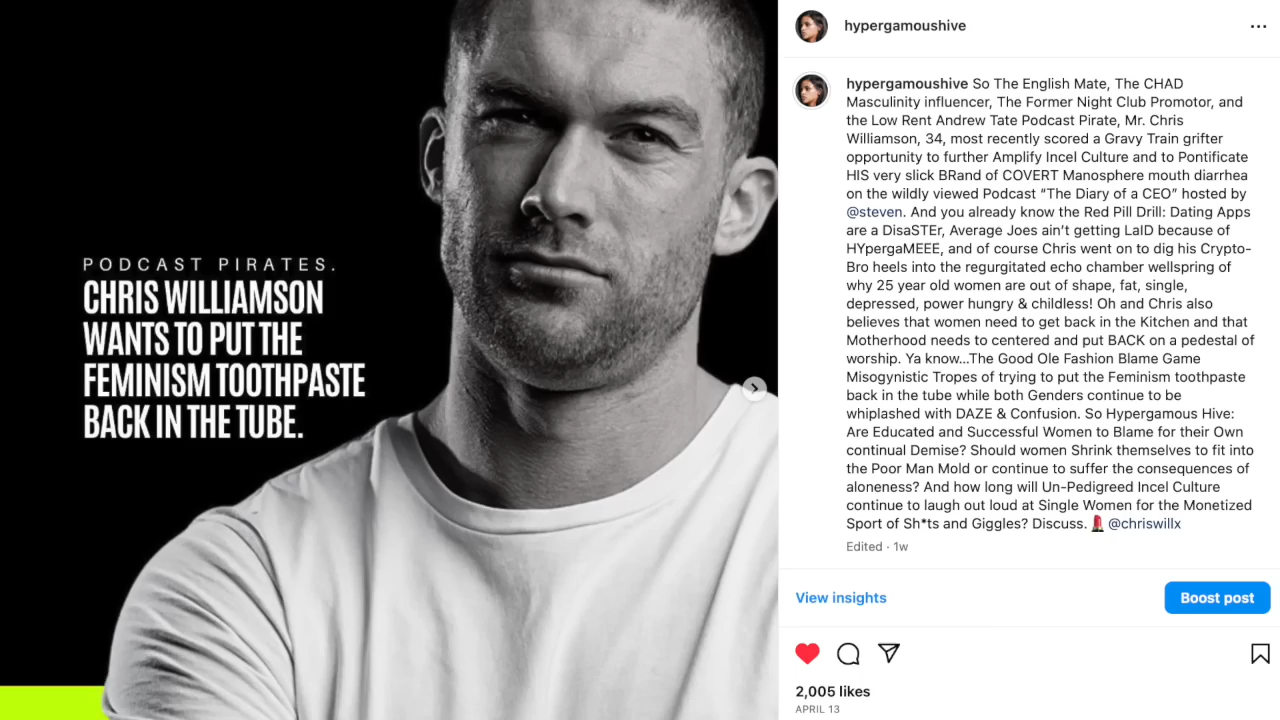 PODCAST PIRATES.
CHRIS WILLIAMSON
WANTS TO PUT THE
FEMINISM TOOTHPASTE
BACK IN THE TUBE.
hypergamoushive
hypergamoushive So The English Mate, The CHAD
Masculinity influencer, The Former Night Club Promotor, and
the Low Rent Andrew Tate Podcast Pirate, Mr. Chris
Williamson, 34, most recently scored a Gravy Train grifter
opportunity to further Amplify Incel Culture and to Pontificate
HIS very slick BRand of COVERT Manosphere mouth diarrhea
on the wildly viewed Podcast “The Diary of a CEO” hosted by
@steven. And you already know the Red Pill Drill: Dating Apps
are a DisaSTEr, Average Joes ain’t getting LaID because of
HYpergaMEEE, and of course Chris went on to dig his Crypto-
Bro heels into the regurgitated echo chamber wellspring of
why 25 year old women are out of shape, fat, single,
depressed, power hungry & childless! Oh and Chris also
believes that women need to get back in the Kitchen and that
Motherhood needs to centered and put BACK on a pedestal of
worship. Ya know...The Good Ole Fashion Blame Game
Misogynistic Tropes of trying to put the Feminism toothpaste
back in the tube while both Genders continue to be
whiplashed with DAZE & Confusion. So Hypergamous Hive:
Are Educated and Successful Women to Blame for their Own
continual Demise? Should women Shrink themselves to fit into
the Poor Man Mold or continue to suffer the consequences of
aloneness? And how long will Un-Pedigreed Incel Culture
continue to laugh out loud at Single Women for the Monetized
Sport of Sh*ts and Giggles? Discuss.💄 @chriswillx
Edited · 1w
View insights
Boost post
2,005 likes
APRIL 13